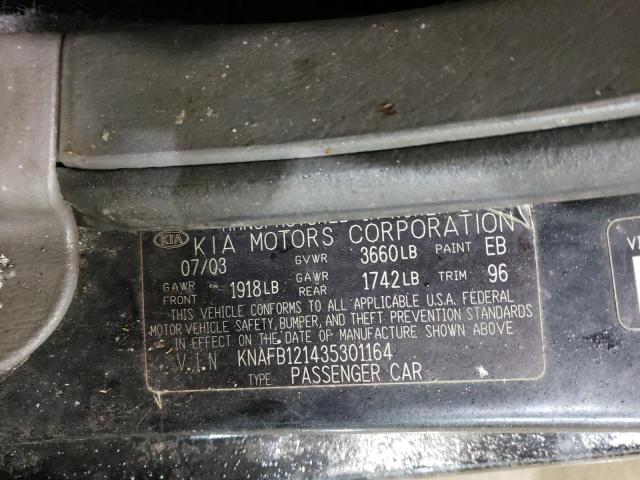 KIA KIA MOTORS CORPORATION
07/03 GVWR 3660LB PAINT EB
GAWR FRONT 1918LB GAWR REAR 1742LB TRIM 96
THIS VEHICLE CONFORMS TO ALL APPLICABLE U.S.A. FEDERAL
MOTOR VEHICLE SAFETY, BUMPER, AND THEFT PREVENTION STANDARDS
IN EFFECT ON THE DATE OF MANUFACTURE SHOWN ABOVE.
V.I.N KNAFB121435301164
TYPE PASSENGER CAR